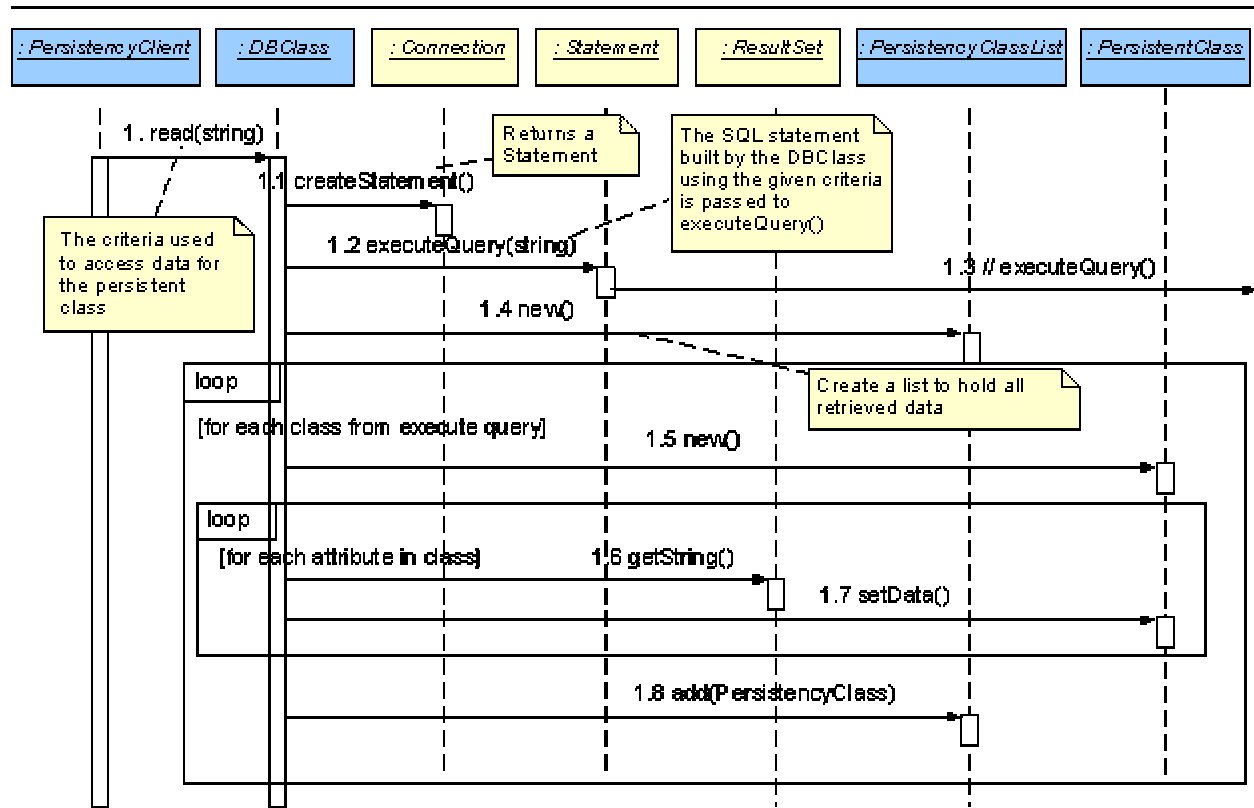 : PersistencyClient
: DBClass
: Connection
: Statement
: ResultSet
: PersistencyClassList
: PersistentClass
1. read(string)
Returns a
Statement
The SQL statement
built by the DBClass
using the given criteria
is passed to
executeQuery()
1.1 createStatement()
The criteria used
to access data for
the persistent
class
1.2 executeQuery(string)
1.3 // executeQuery()
1.4 new()
loop
Create a list to hold all
retrieved data
[for each class from execute query]
1.5 new()
loop
[for each attribute in class]
1.6 getString()
1.7 setData()
1.8 add(PersistencyClass)